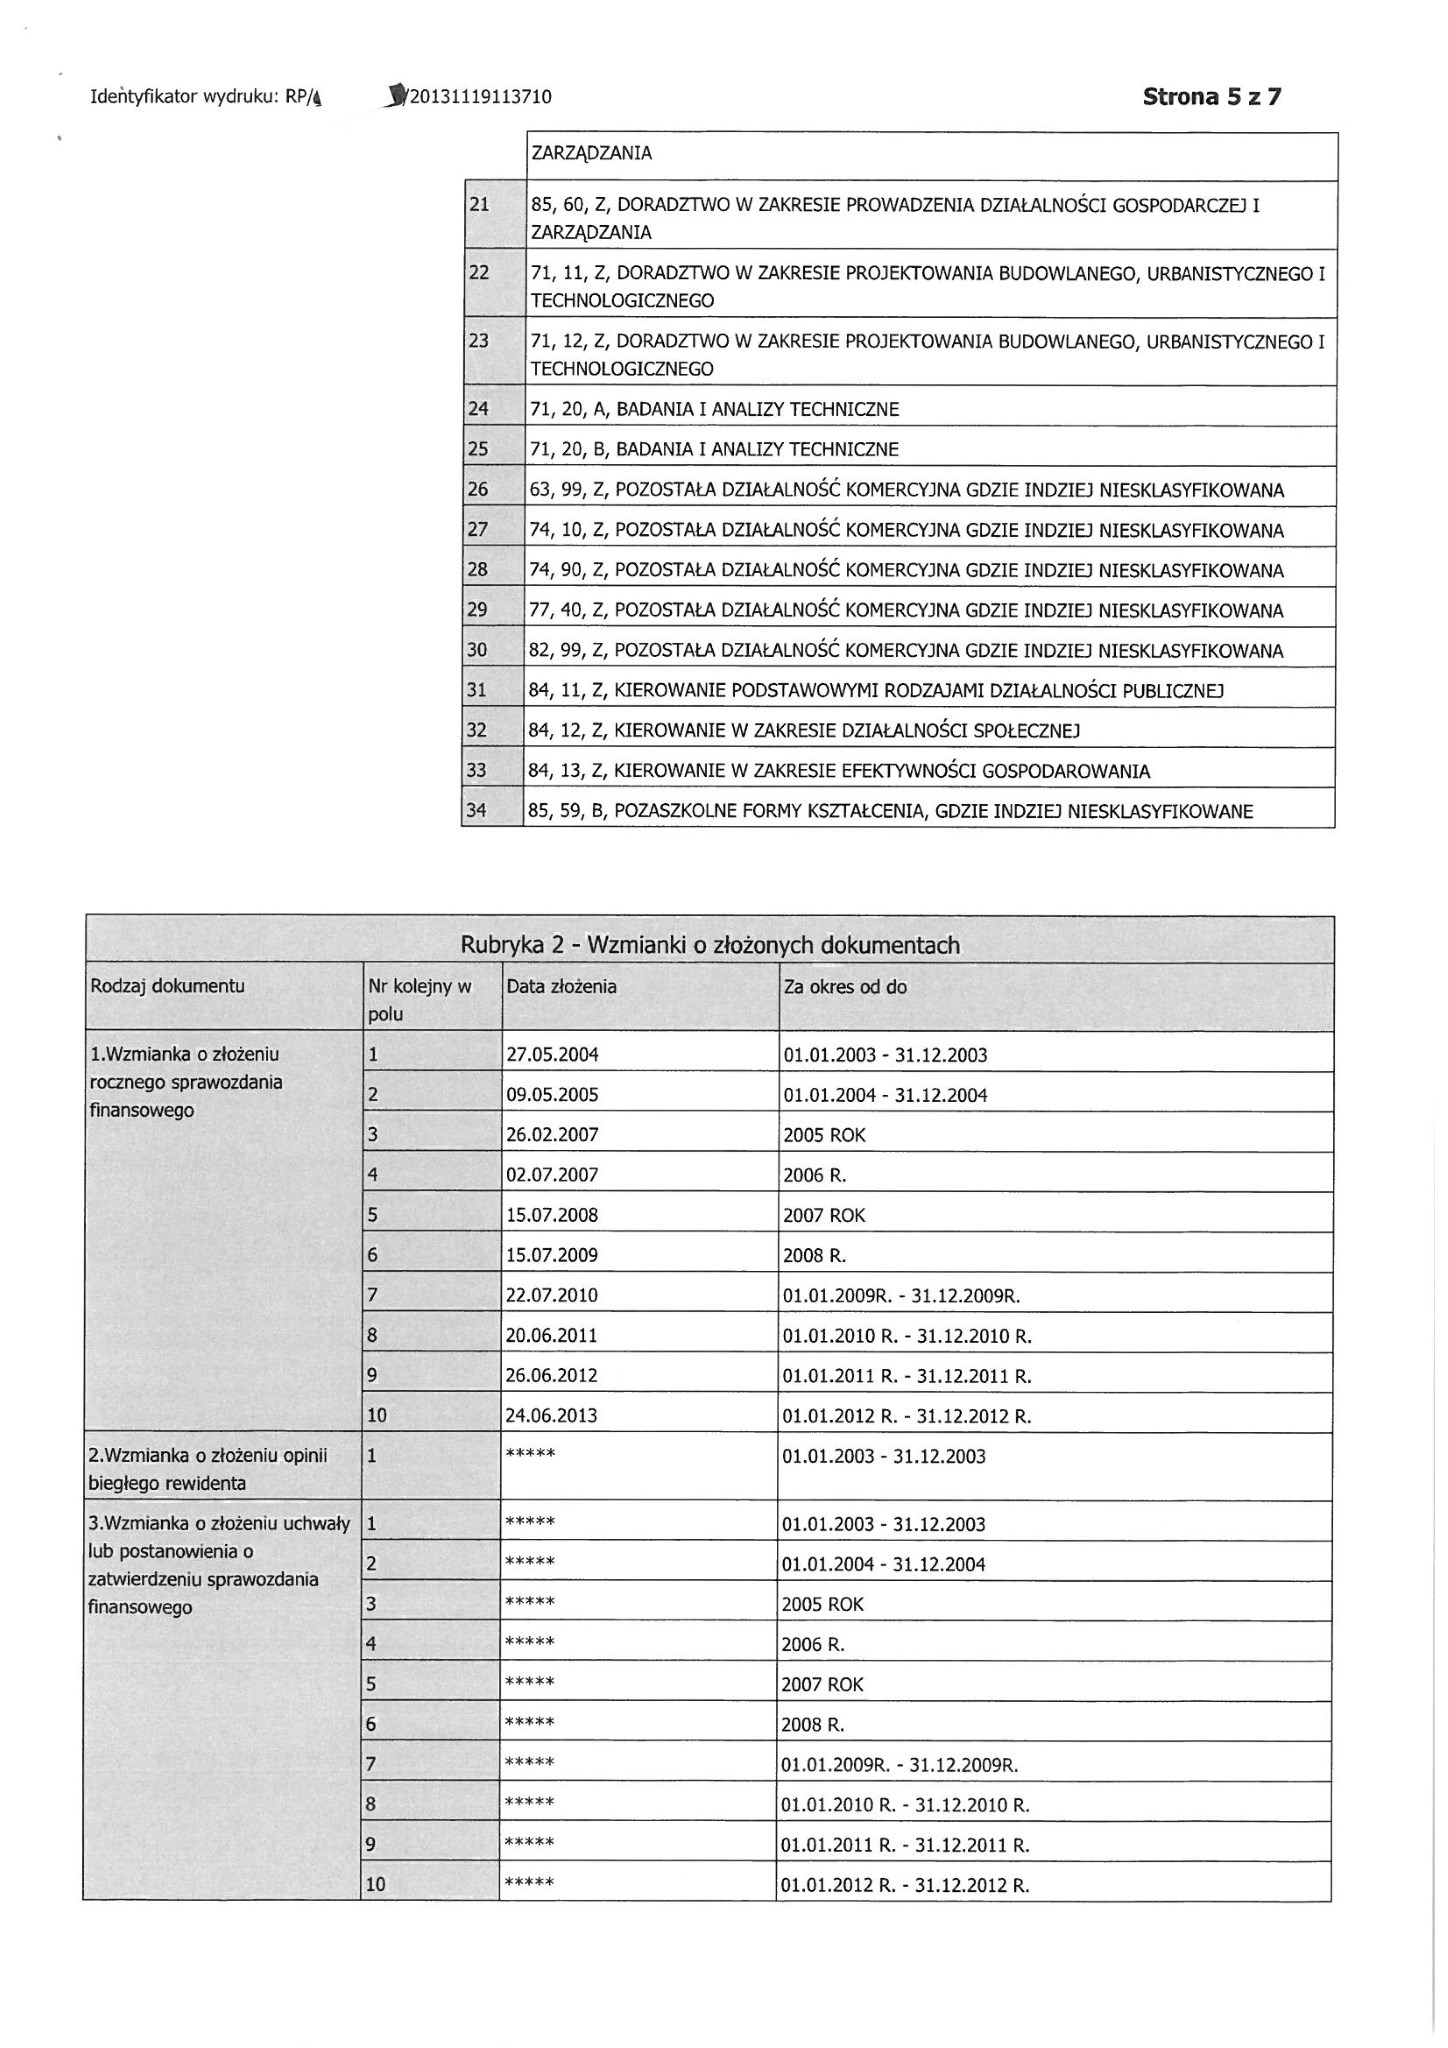 Identyfikator wydruku: RP/ /20131119113710
Strona 5 z 7
ZARZĄDZANIA
21 85, 60, Z, DORADZTWO W ZAKRESIE PROWADZENIA DZIAŁALNOŚCI GOSPODARCZEJ I
ZARZĄDZANIA
22 71, 11, Z, DORADZTWO W ZAKRESIE PROJEKTOWANIA BUDOWLANEGO, URBANISTYCZNEGO I
TECHNOLOGICZNEGO
23 71, 12, Z, DORADZTWO W ZAKRESIE PROJEKTOWANIA BUDOWLANEGO, URBANISTYCZNEGO I
TECHNOLOGICZNEGO
24 71, 20, A, BADANIA I ANALIZY TECHNICZNE
25 71, 20, B, BADANIA I ANALIZY TECHNICZNE
26 63, 99, Z, POZOSTAŁA DZIAŁALNOŚĆ KOMERCYJNA GDZIE INDZIEJ NIESKLASYFIKOWANA
27 74, 10, Z, POZOSTAŁA DZIAŁALNOŚĆ KOMERCYJNA GDZIE INDZIEJ NIESKLASYFIKOWANA
28 74, 90, Z, POZOSTAŁA DZIAŁALNOŚĆ KOMERCYJNA GDZIE INDZIEJ NIESKLASYFIKOWANA
29 77, 40, Z, POZOSTAŁA DZIAŁALNOŚĆ KOMERCYJNA GDZIE INDZIEJ NIESKLASYFIKOWANA
30 82, 99, Z, POZOSTAŁA DZIAŁALNOŚĆ KOMERCYJNA GDZIE INDZIEJ NIESKLASYFIKOWANA
31 84, 11, Z, KIEROWANIE PODSTAWOWYMI RODZAJAMI DZIAŁALNOŚCI PUBLICZNEJ
32 84, 12, Z, KIEROWANIE W ZAKRESIE DZIAŁALNOŚCI SPOŁECZNEJ
33 84, 13, Z, KIEROWANIE W ZAKRESIE EFEKTYWNOŚCI GOSPODAROWANIA
34 85, 59, B, POZASZKOLNE FORMY KSZTAŁCENIA, GDZIE INDZIEJ NIESKLASYFIKOWANE
Rubryka 2 - Wzmianki o złożonych dokumentach
Rodzaj dokumentu Nr kolejny w Data złożenia Za okres od do
polu
1.Wzmianka o złożeniu 1 27.05.2004 01.01.2003 - 31.12.2003
rocznego sprawozdania 2 09.05.2005 01.01.2004 - 31.12.2004
finansowego
3 26.02.2007 2005 ROK
4 02.07.2007 2006 R.
5 15.07.2008 2007 ROK
6 15.07.2009 2008 R.
7 22.07.2010 01.01.2009R. - 31.12.2009R.
8 20.06.2011 01.01.2010 R. - 31.12.2010 R.
9 26.06.2012 01.01.2011 R. - 31.12.2011 R.
10 24.06.2013 01.01.2012 R. - 31.12.2012 R.
2.Wzmianka o złożeniu opinii 1 ***** 01.01.2003 - 31.12.2003
biegłego rewidenta
3.Wzmianka o złożeniu uchwały 1 ***** 01.01.2003 - 31.12.2003
lub postanowienia o 2 ***** 01.01.2004 - 31.12.2004
zatwierdzeniu sprawozdania
finansowego 3 ***** 2005 ROK
4 ***** 2006 R.
5 ***** 2007 ROK
6 ***** 2008 R.
7 ***** 01.01.2009R. - 31.12.2009R.
8 ***** 01.01.2010 R. - 31.12.2010 R.
9 ***** 01.01.2011 R. - 31.12.2011 R.
10 ***** 01.01.2012 R. - 31.12.2012 R.